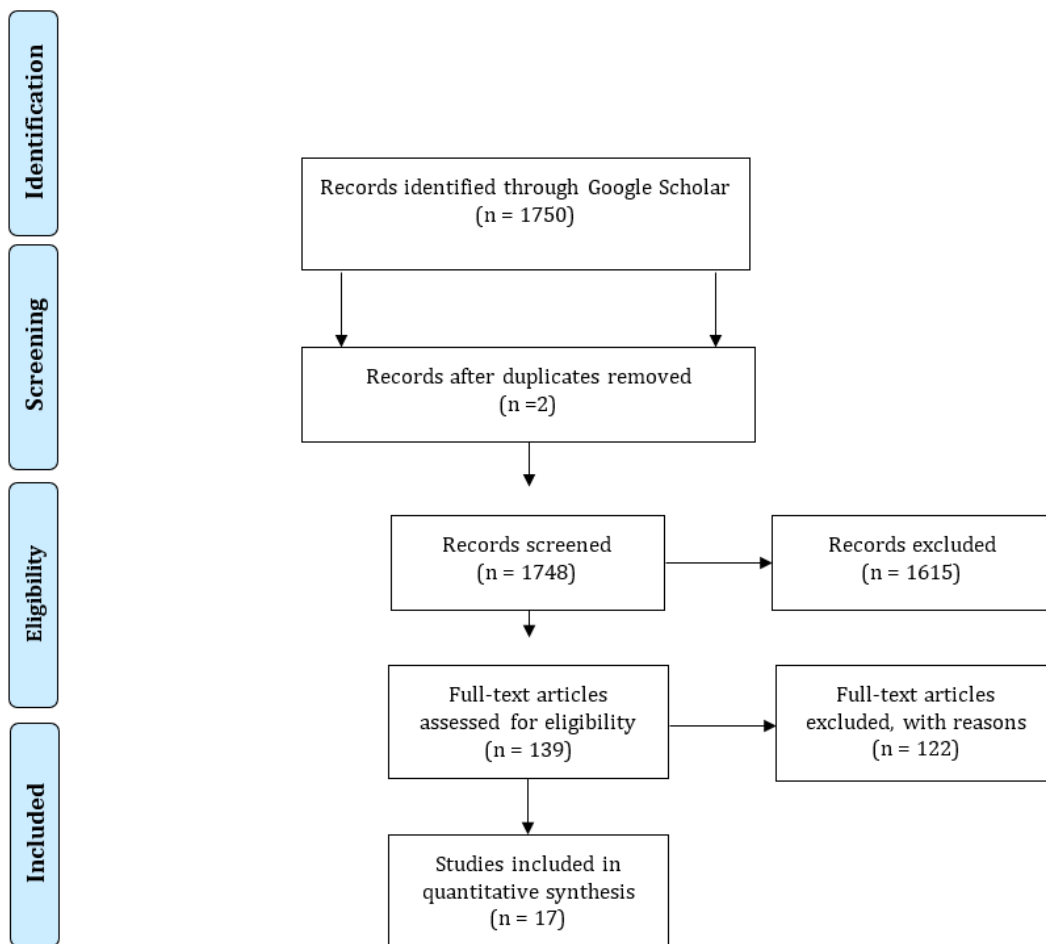 Identification
Records identified through Google Scholar
(n = 1750)
Screening
Records after duplicates removed
(n =2)
Eligibility
Records screened
(n = 1748)
Records excluded
(n = 1615)
Full-text articles
assessed for eligibility
(n = 139)
Full-text articles
excluded, with reasons
(n = 122)
Included
Studies included in
quantitative synthesis
(n = 17)